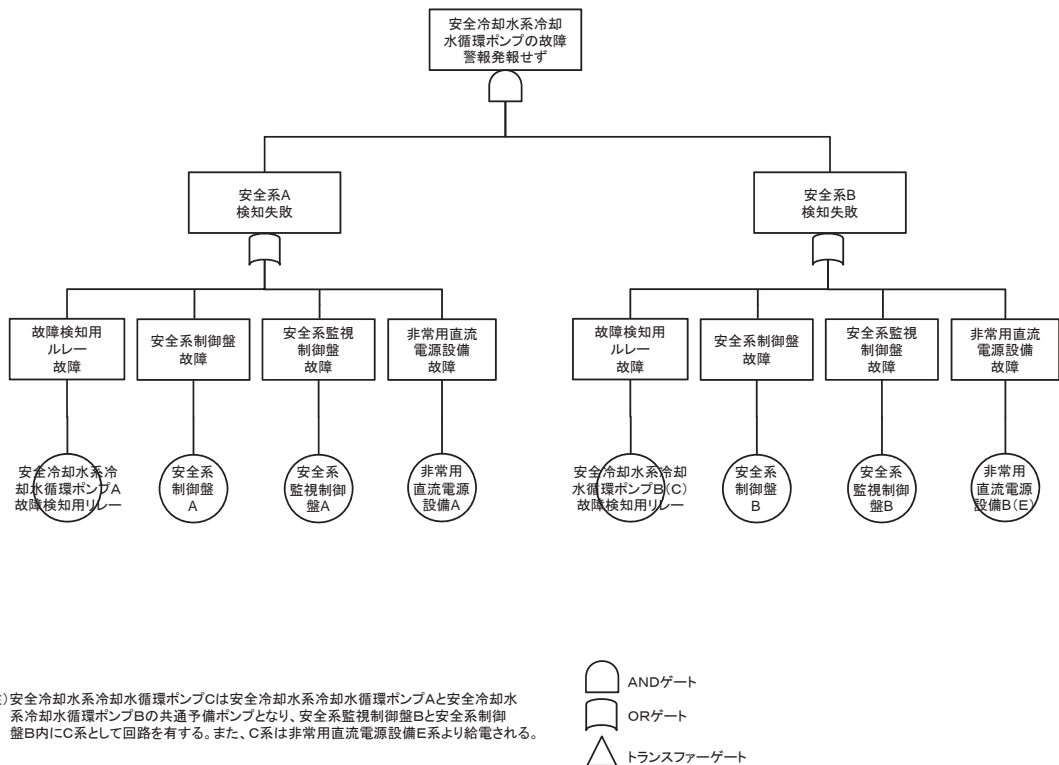 安全冷却水系冷却
水循環ポンプの故障
警報発報せず
安全系A
検知失敗
安全系B
検知失敗
故障検知用
ルレー
故障
安全系制御盤
故障
安全系監視
制御盤
故障
非常用直流
電源設備
故障
故障検知用
ルレー
故障
安全系制御盤
故障
安全系監視
制御盤
故障
非常用直流
電源設備
故障
安全冷却水系冷
却水循環ポンプA
故障検知用リレー
安全系
制御盤
A
安全系
監視制御
盤A
非常用
直流電源
設備A
安全冷却水系冷却
水循環ポンプB(C)
故障検知用リレー
安全系
制御盤
B
安全系
監視制御
盤B
非常用
直流電源
設備B(E)
)安全冷却水系冷却水循環ポンプCは安全冷却水系冷却水循環ポンプAと安全冷却水
系冷却水循環ポンプBの共通予備ポンプとなり、安全系監視制御盤Bと安全系制御
盤B内にC系として回路を有する。また、C系は非常用直流電源設備E系より給電される。
ANDゲート
ORゲート
トランスファーゲート